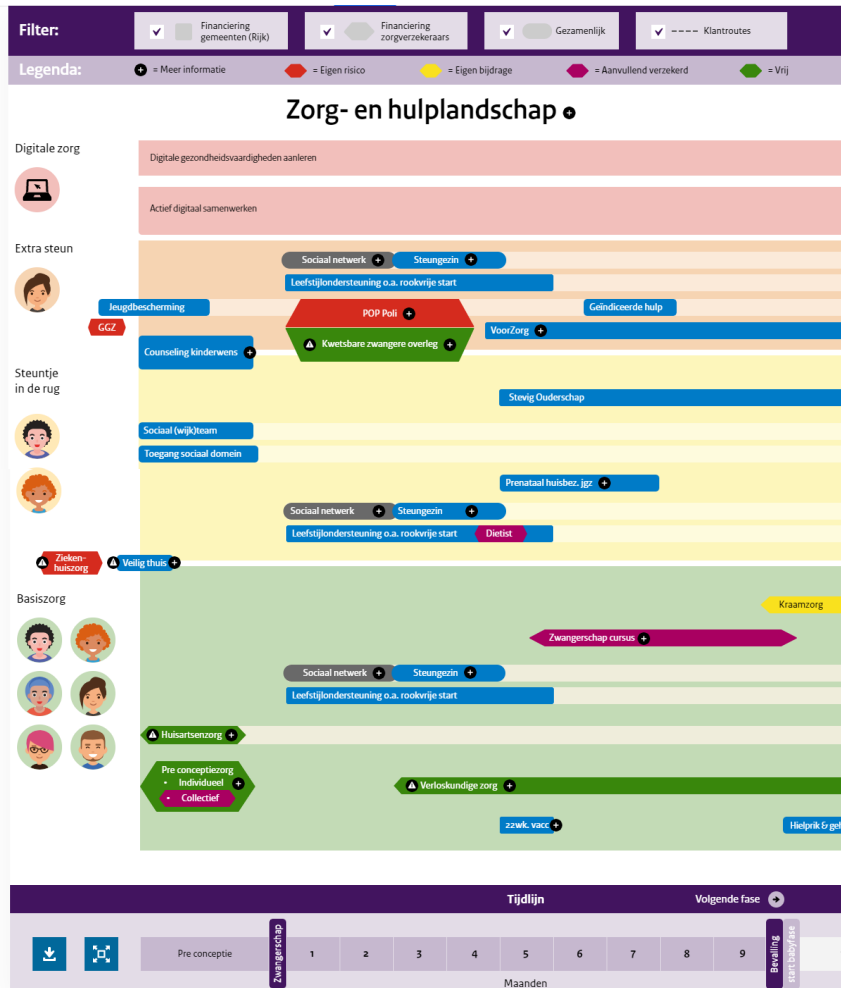 Filter:
Financiering
gemeenten (Rijk)
Financiering
zorgverzekeraars
Gezamenlijk
Klantroutes
Legenda:
= Meer informatie
= Eigen risico
= Eigen bijdrage
= Aanvullend verzekerd
= Vrij
Zorg- en hulplandschap
Digitale zorg
Digitale gezondheidsvaardigheden aanleren
Actief digitaal samenwerken
Extra steun
Sociaal netwerk
Steungezin
Leefstijlondersteuning o.a. rookvrije start
Jeugdbescherming
POP Poli
Geïndiceerde hulp
GGZ
VoorZorg
Counseling kinderwens
Kwetsbare zwangere overleg
Steuntje
in de rug
Stevig Ouderschap
Sociaal (wijk)team
Toegang sociaal domein
Prenataal huisbez. jgz
Sociaal netwerk
Steungezin
Leefstijlondersteuning o.a. rookvrije start
Dietist
Zieken-
huiszorg
Veilig thuis
Basiszorg
Kraamzorg
Zwangerschap cursus
Sociaal netwerk
Steungezin
Leefstijlondersteuning o.a. rookvrije start
Huisartsenzorg
Pre conceptiezorg
- Individueel
- Collectief
Verloskundige zorg
22wk. vacc
Hielprik & geh
Tijdlijn
Volgende fase
Pre conceptie
Zwangerschap
1 2 3 4 5 6 7 8 9
Bevalling
start babyfase
Maanden